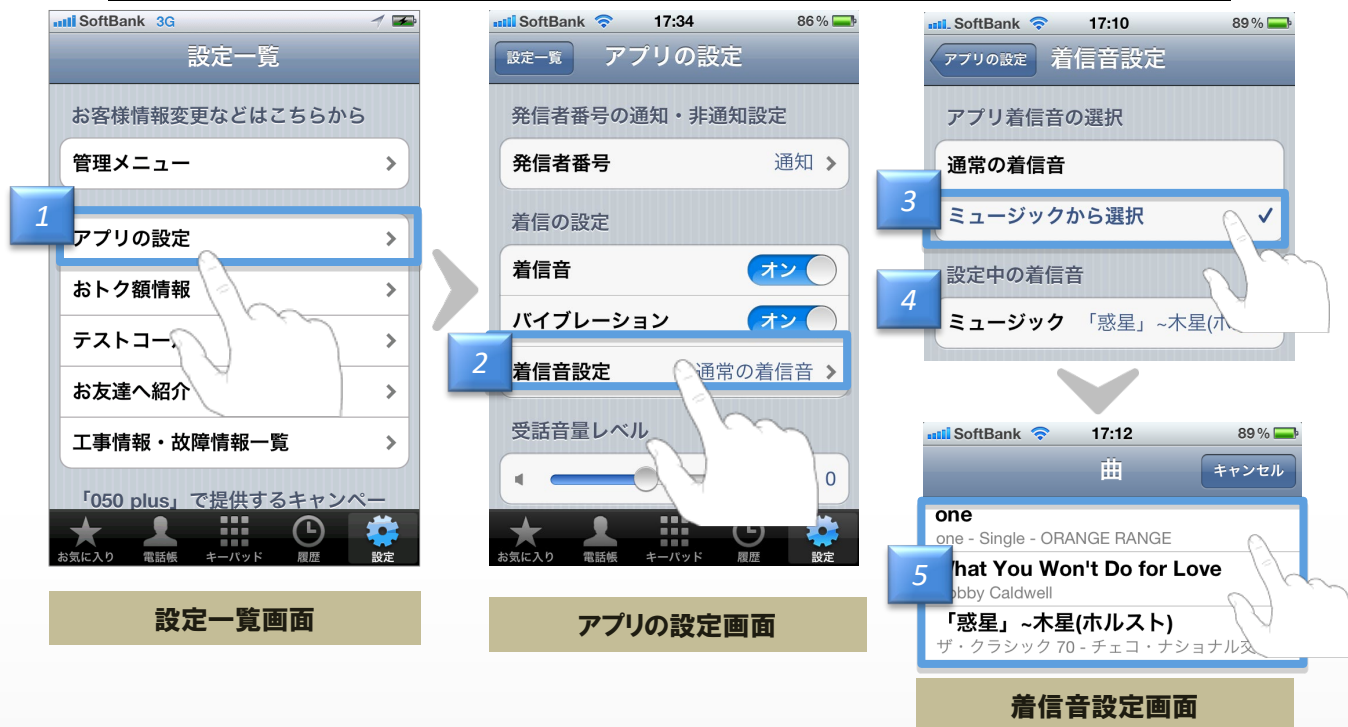 SoftBank 3G
設定一覧
お客様情報変更などはこちらから
管理メニュー
1
アプリの設定
おトク額情報
テストコー
お友達へ紹介
工事情報・故障情報一覧
「050 plus」で提供するキャンペー
お気に入り 電話帳 キーパッド 履歴 設定
設定一覧画面
SoftBank 17:34 86%
設定一覧 アプリの設定
発信者番号の通知・非通知設定
発信者番号 通知
着信の設定
着信音 オン
バイブレーション オン
2
着信音設定 通常の着信音
受話音量レベル
0
お気に入り 電話帳 キーパッド 履歴 設定
アプリの設定画面
SoftBank 17:10 89%
アプリの設定 着信音設定
アプリ着信音の選択
通常の着信音
3
ミュージックから選択
設定中の着信音
4
ミュージック 「惑星」~木星(ホ
SoftBank 17:12 89%
曲 キャンセル
one
one - Single - ORANGE RANGE
5
What You Won't Do for Love
obby Caldwell
「惑星」~木星(ホルスト)
ザ・クラシック 70 - チェコ・ナショナル交
着信音設定画面